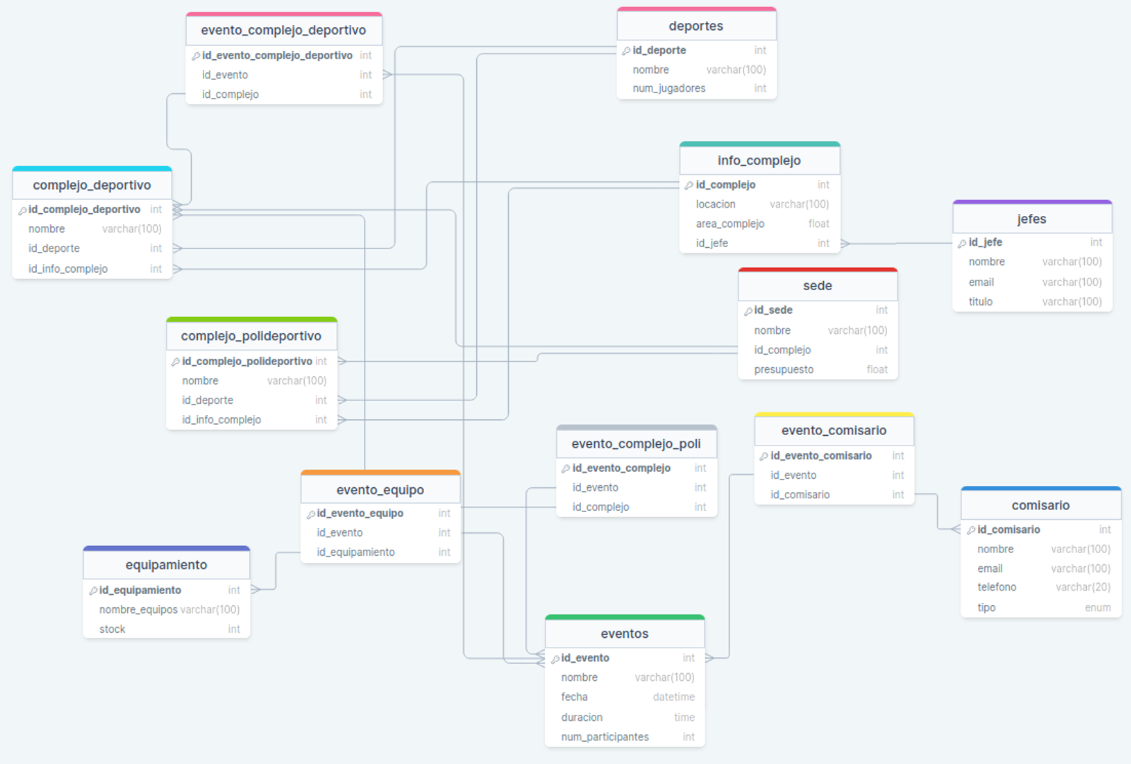 evento_complejo_deportivo
id_evento_complejo_deportivo int
id_evento int
id_complejo int
deportes
id_deporte int
nombre varchar(100)
num_jugadores int
complejo_deportivo
id_complejo_deportivo int
nombre varchar(100)
id_deporte int
id_info_complejo int
info_complejo
id_complejo int
locacion varchar(100)
area_complejo float
id_jefe int
jefes
id_jefe int
nombre varchar(100)
email varchar(100)
titulo varchar(100)
sede
id_sede int
nombre varchar(100)
id_complejo int
presupuesto float
complejo_polideportivo
id_complejo_polideportivo int
nombre varchar(100)
id_deporte int
id_info_complejo int
evento_complejo_poli
id_evento_complejo int
id_evento int
id_complejo int
evento_comisario
id_evento_comisario int
id_evento int
id_comisario int
evento_equipo
id_evento_equipo int
id_evento int
id_equipamiento int
comisario
id_comisario int
nombre varchar(100)
email varchar(100)
telefono varchar(20)
tipo enum
equipamiento
id_equipamiento int
nombre_equipos varchar(100)
stock int
eventos
id_evento int
nombre varchar(100)
fecha datetime
duracion time
num_participantes int